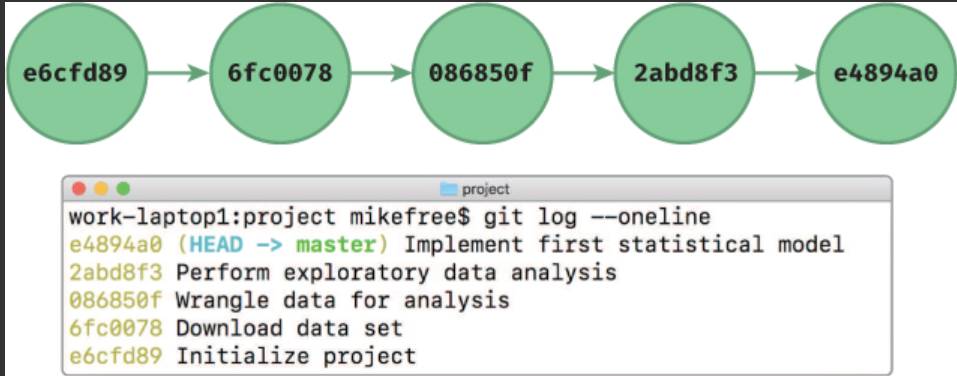 e6cfd89 6fc0078 086850f 2abd8f3 e4894a0
project
work-laptop1:project mikefree$ git log --oneline
e4894a0 (HEAD -> master) Implement first statistical model
2abd8f3 Perform exploratory data analysis
086850f Wrangle data for analysis
6fc0078 Download data set
e6cfd89 Initialize project